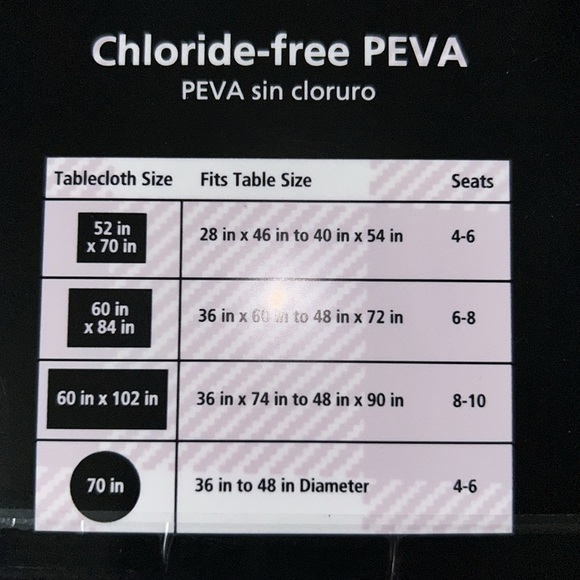 Chloride-free PEVA
PEVA sin cloruro
Tablecloth Size Fits Table Size Seats
52 in
x 70 in
28 in x 46 in to 40 in x 54 in 4-6
60 in
x 84 in
36 in x 60 in to 48 in x 72 in 6-8
60 in x 102 in 36 in x 74 in to 48 in x 90 in 8-10
70 in 36 in to 48 in Diameter 4-6